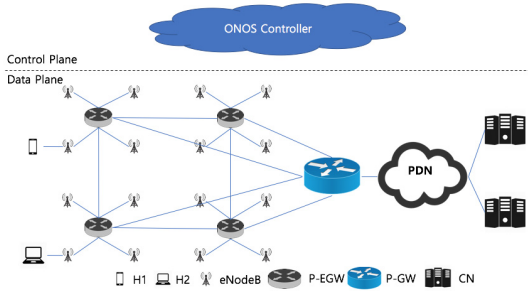 ONOS Controller
Control Plane
Data Plane
PDN
H1 H2 eNodeB P-EGW P-GW CN